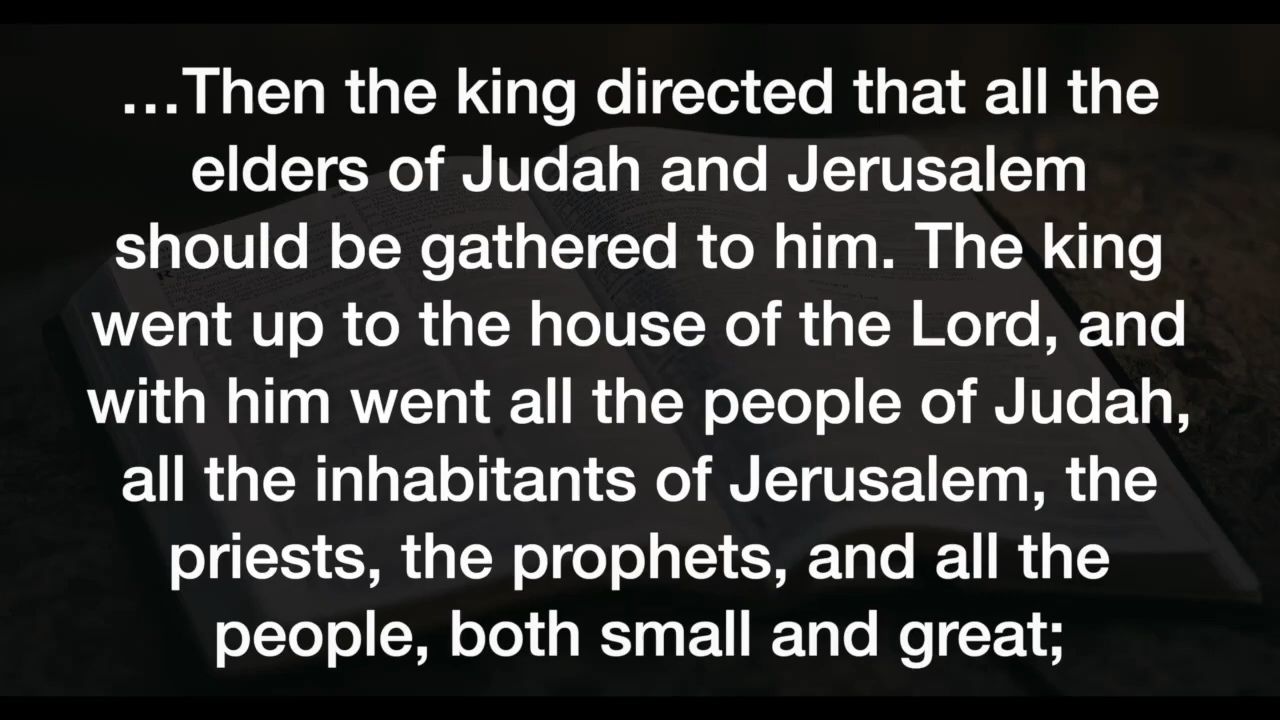 …Then the king directed that all the
elders of Judah and Jerusalem
should be gathered to him. The king
went up to the house of the Lord, and
with him went all the people of Judah,
all the inhabitants of Jerusalem, the
priests, the prophets, and all the
people, both small and great;